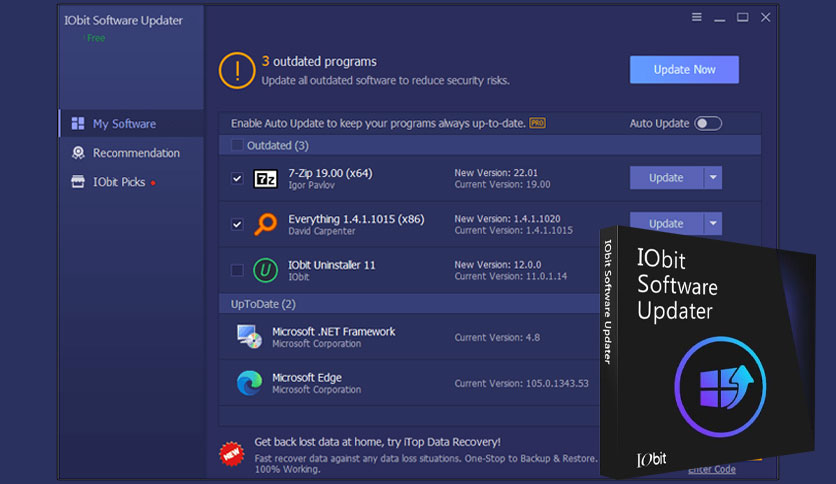 IObit Software Updater
Free
3 outdated programs
Update all outdated software to reduce security risks.
Update Now
My Software
Recommendation
IObit Picks
Enable Auto Update to keep your programs always up-to-date. PRO
Auto Update
Outdated (3)
7z
7-Zip 19.00 (x64)
Igor Pavlov
New Version: 22.01
Current Version: 19.00
Update
Everything 1.4.1.1015 (x86)
David Carpenter
New Version: 1.4.1.1020
Current Version: 1.4.1.1015
Update
IObit Uninstaller 11
IObit
New Version: 12.0.0
Current Version: 11.0.1.14
UpToDate (2)
Microsoft .NET Framework
Microsoft Corporation
Current Version: 4.8
Microsoft Edge
Microsoft Corporation
Current Version: 105.0.1343.53
NEW
Get back lost data at home, try iTop Data Recovery!
Fast recover data against any data loss situations. One-Stop to Backup & Restore.
100% Working.
Enter Code
IObit Software Updater
IObit
Software
Updater
IObit